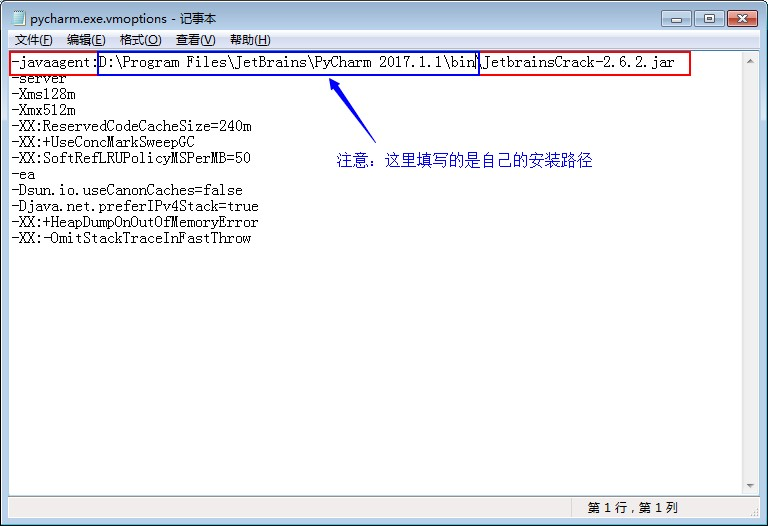 pycharm.exe.vmoptions - 记事本
文件(F) 编辑(E) 格式(O) 查看(V) 帮助(H)
-javaagent:D:\Program Files\JetBrains\PyCharm 2017.1.1\bin\JetbrainsCrack-2.6.2.jar
-server
-Xms128m
-Xmx512m
-XX:ReservedCodeCacheSize=240m
-XX:+UseConcMarkSweepGC
-XX:SoftRefLRUPolicyMSPerMB=50
注意：这里填写的是自己的安装路径
-ea
-Dsun.io.useCanonCaches=false
-Djava.net.preferIPv4Stack=true
-XX:+HeapDumpOnOutOfMemoryError
-XX:-OmitStackTraceInFastThrow
第 1 行，第 1 列